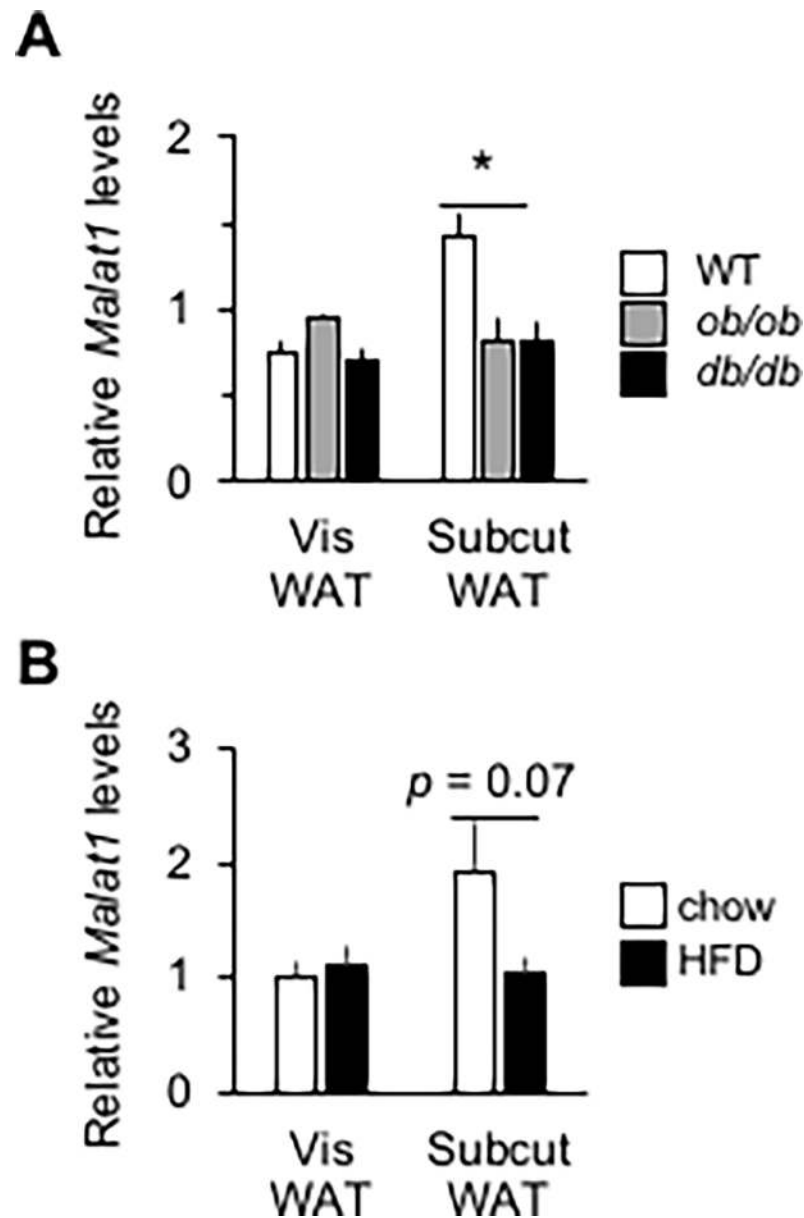 A
Relative Malat1 levels
2
1
0
*
WT
ob/ob
db/db
Vis
WAT
Subcut
WAT
B
Relative Malat1 levels
3
2
1
0
p = 0.07
chow
HFD
Vis
WAT
Subcut
WAT